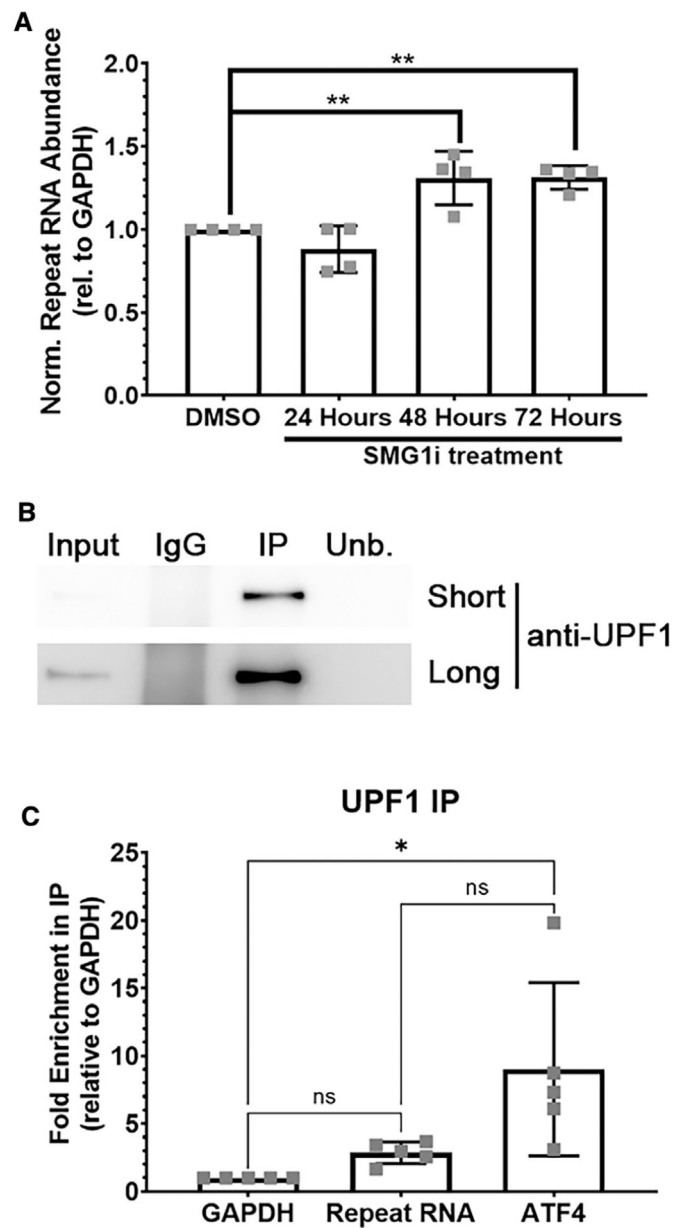 A
Norm. Repeat RNA Abundance
(rel. to GAPDH)
2.0
1.5
1.0
0.5
0.0
**
**
DMSO 24 Hours 48 Hours 72 Hours
SMG1i treatment
B
Input IgG IP Unb.
Short
Long
anti-UPF1
C
UPF1 IP
Fold Enrichment in IP
(relative to GAPDH)
25
20
15
10
5
0
*
ns
ns
GAPDH Repeat RNA ATF4